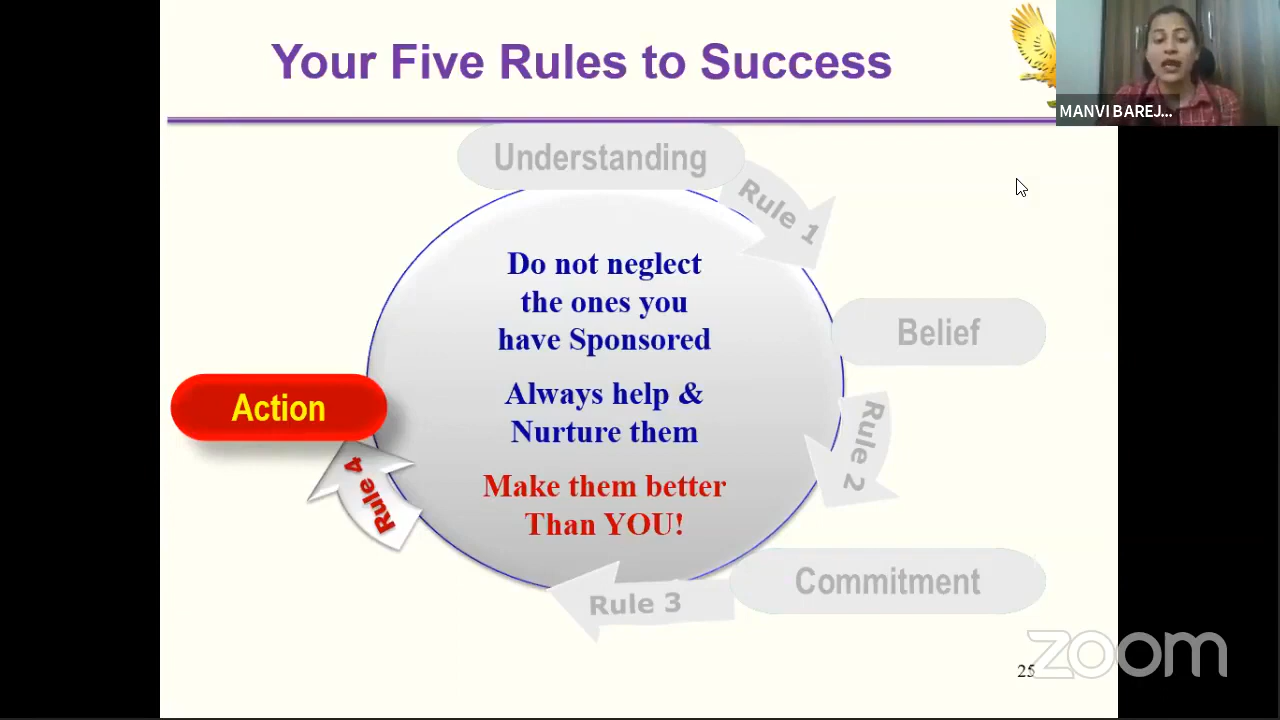 Your Five Rules to Success
MANVI BAREJ...
Understanding
Rule 1
Do not neglect
the ones you
have Sponsored
Belief
Always help &
Nurture them
Action
Rule 2
Make them better
Than YOU!
Rule 4
Commitment
Rule 3
zoom
25